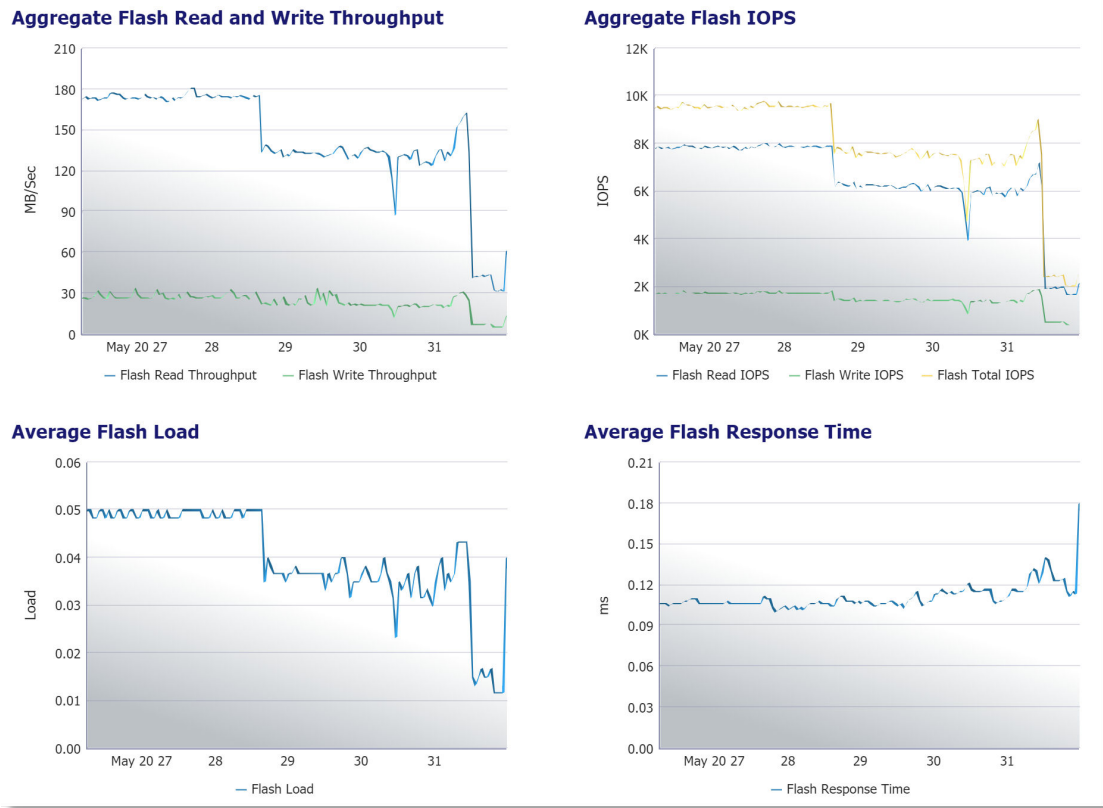 Aggregate Flash Read and Write Throughput
210
180
150
120
90
60
30
0
MB/Sec
May 20 27 28 29 30 31
Flash Read Throughput Flash Write Throughput
Aggregate Flash IOPS
12K
10K
8K
6K
4K
2K
0K
IOPS
May 20 27 28 29 30 31
Flash Read IOPS Flash Write IOPS Flash Total IOPS
Average Flash Load
0.06
0.05
0.04
0.03
0.02
0.01
0.00
Load
May 20 27 28 29 30 31
Flash Load
Average Flash Response Time
0.21
0.18
0.15
0.12
0.09
0.06
0.03
0.00
ms
May 20 27 28 29 30 31
Flash Response Time